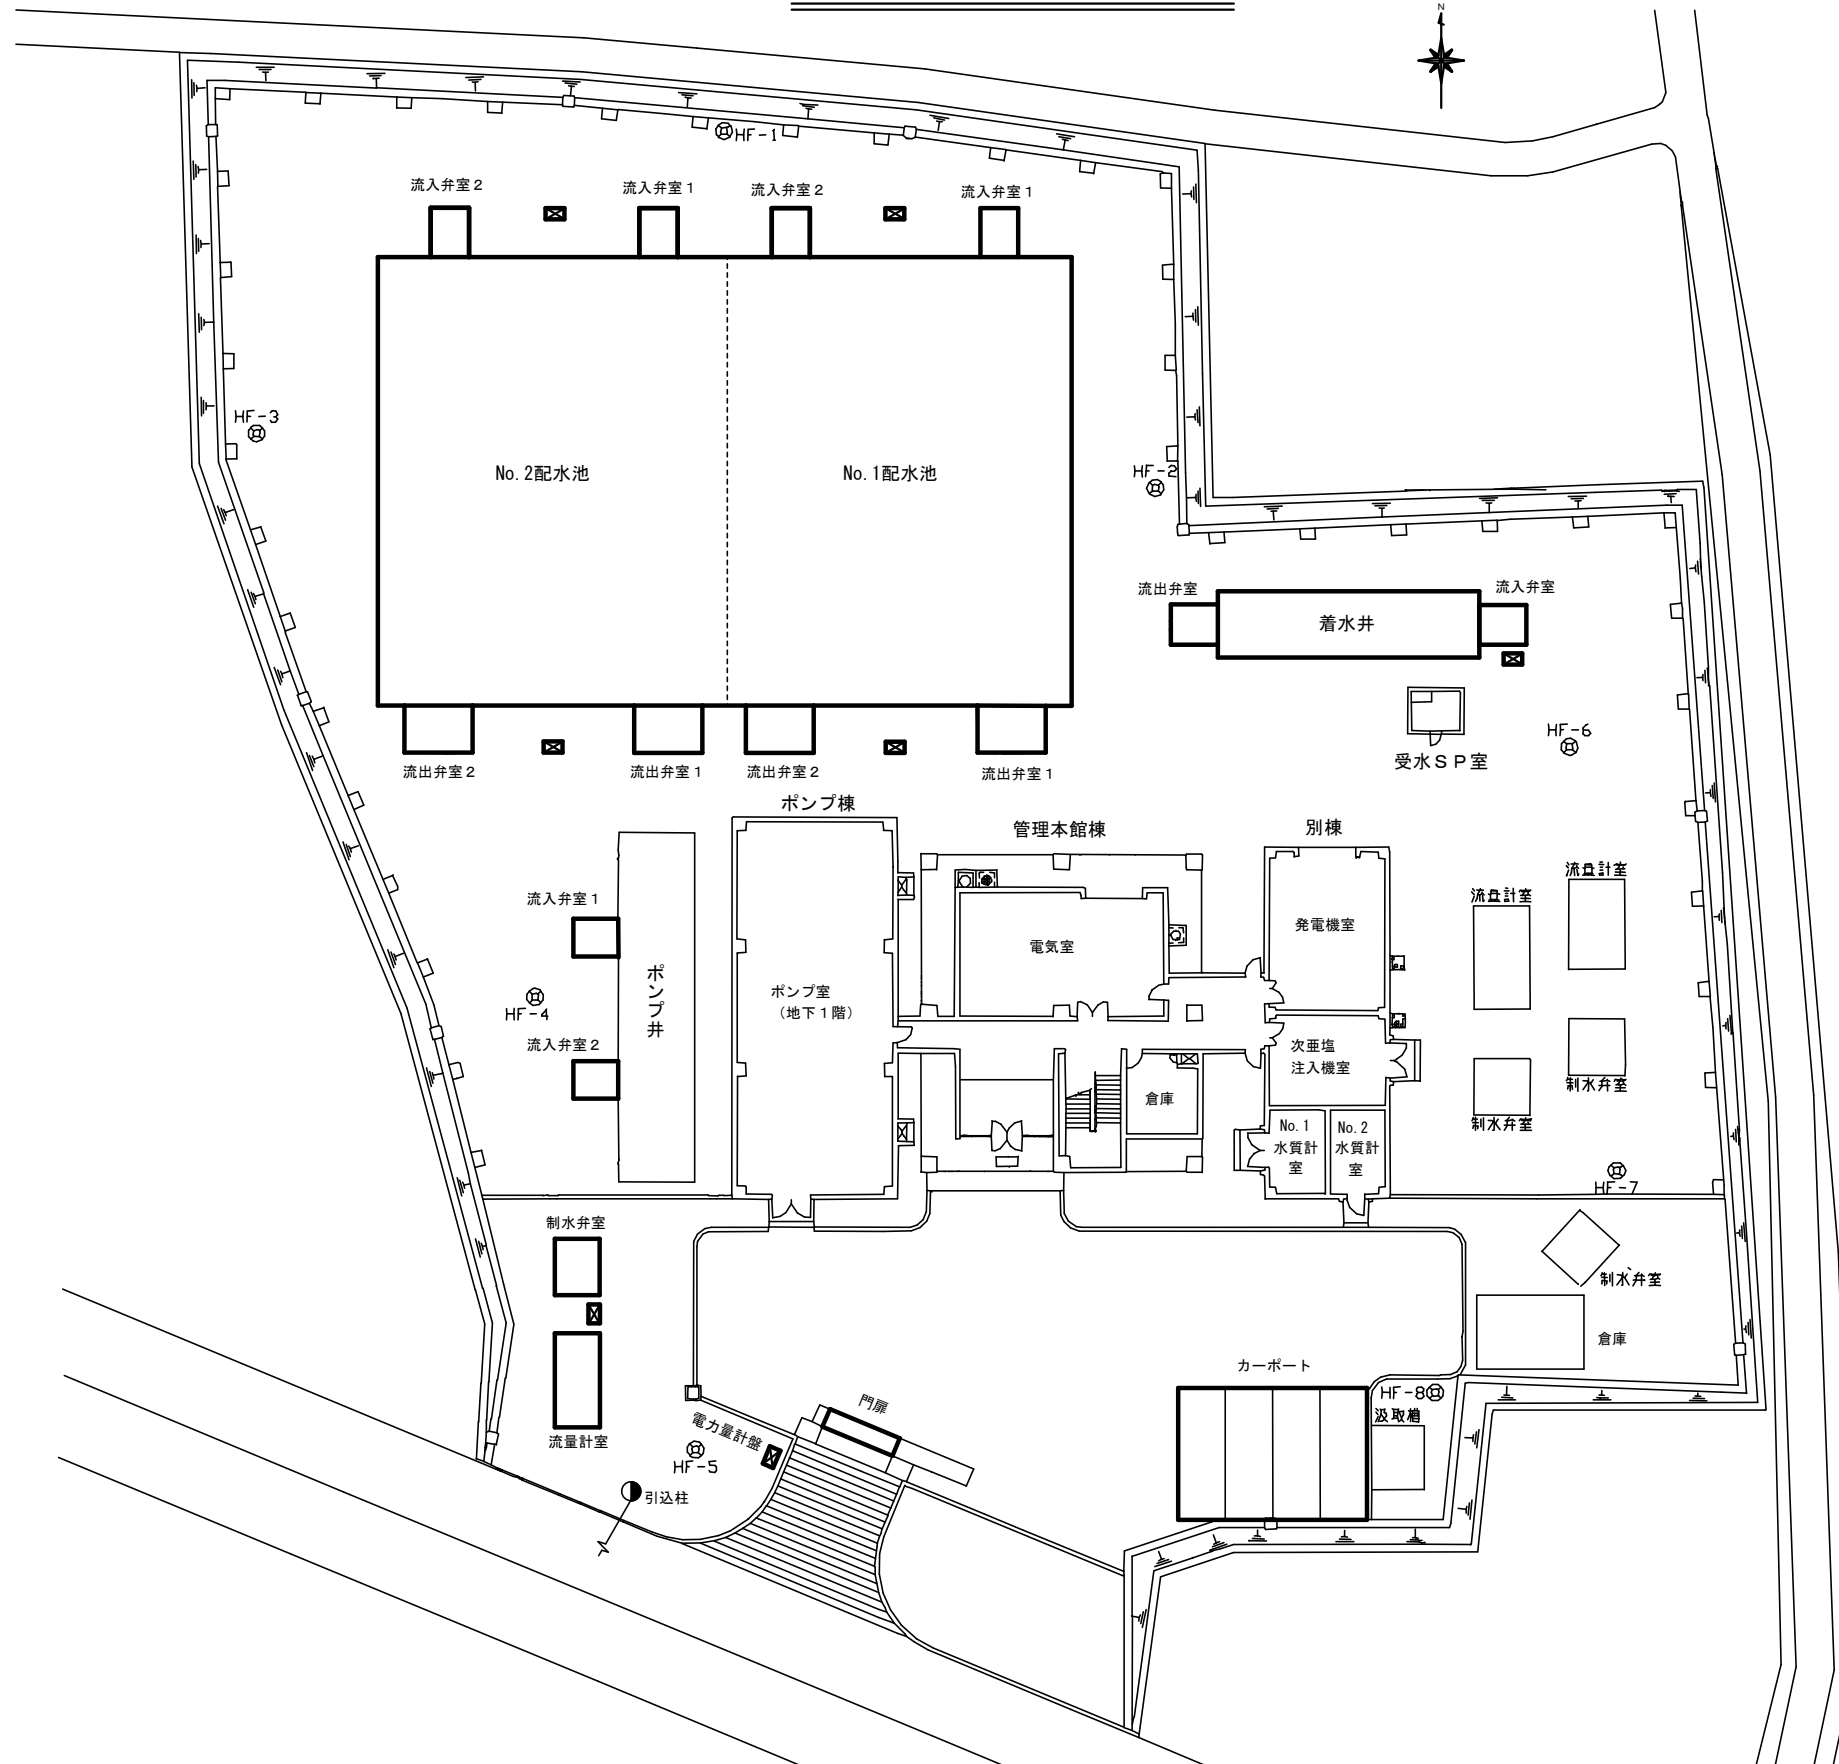 N
HF-1
流入弁室２
流入弁室１
流入弁室２
流入弁室１
HF-3
No.2配水池
No.1配水池
HF-2
流出弁室
流入弁室
着水井
HF-6
受水ＳＰ室
流出弁室２
流出弁室１
流出弁室２
流出弁室１
ポンプ棟
管理本館棟
別棟
流量計室
流量計室
流入弁室１
発電機室
電気室
ポンプ井
ポンプ室
（地下１階）
HF-4
流入弁室２
次亜塩
注入機室
制水弁室
倉庫
制水弁室
No.1
水質計
室
No.2
水質計
室
HF-7
制水弁室
制水弁室
倉庫
カーポート
HF-8
門扉
汲取槽
電力量計盤
流量計室
HF-5
引込柱